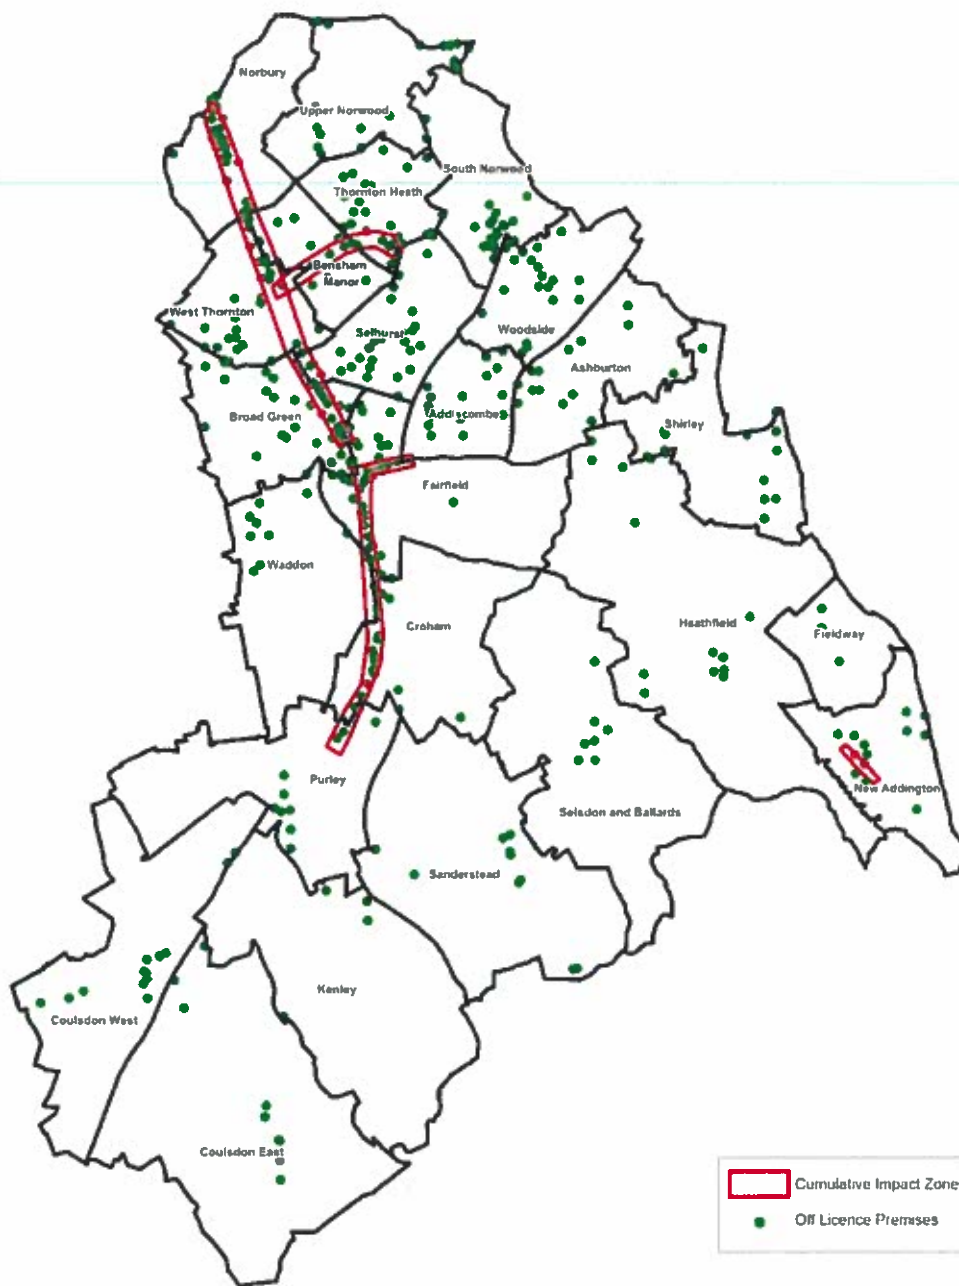 Norbury
Upper Norwood
South Norwood
Thornton Heath
Bensham
Manor
West Thornton
Selhurst
Woodside
Ashburton
Broad Green
Addiscombe
Shirley
Fairfield
Waddon
Croham
Heathfield
Fieldway
Purley
New Addington
Selsdon and Ballards
Sanderstead
Kenley
Coulsdon West
Coulsdon East
Cumulative Impact Zone
Off Licence Premises